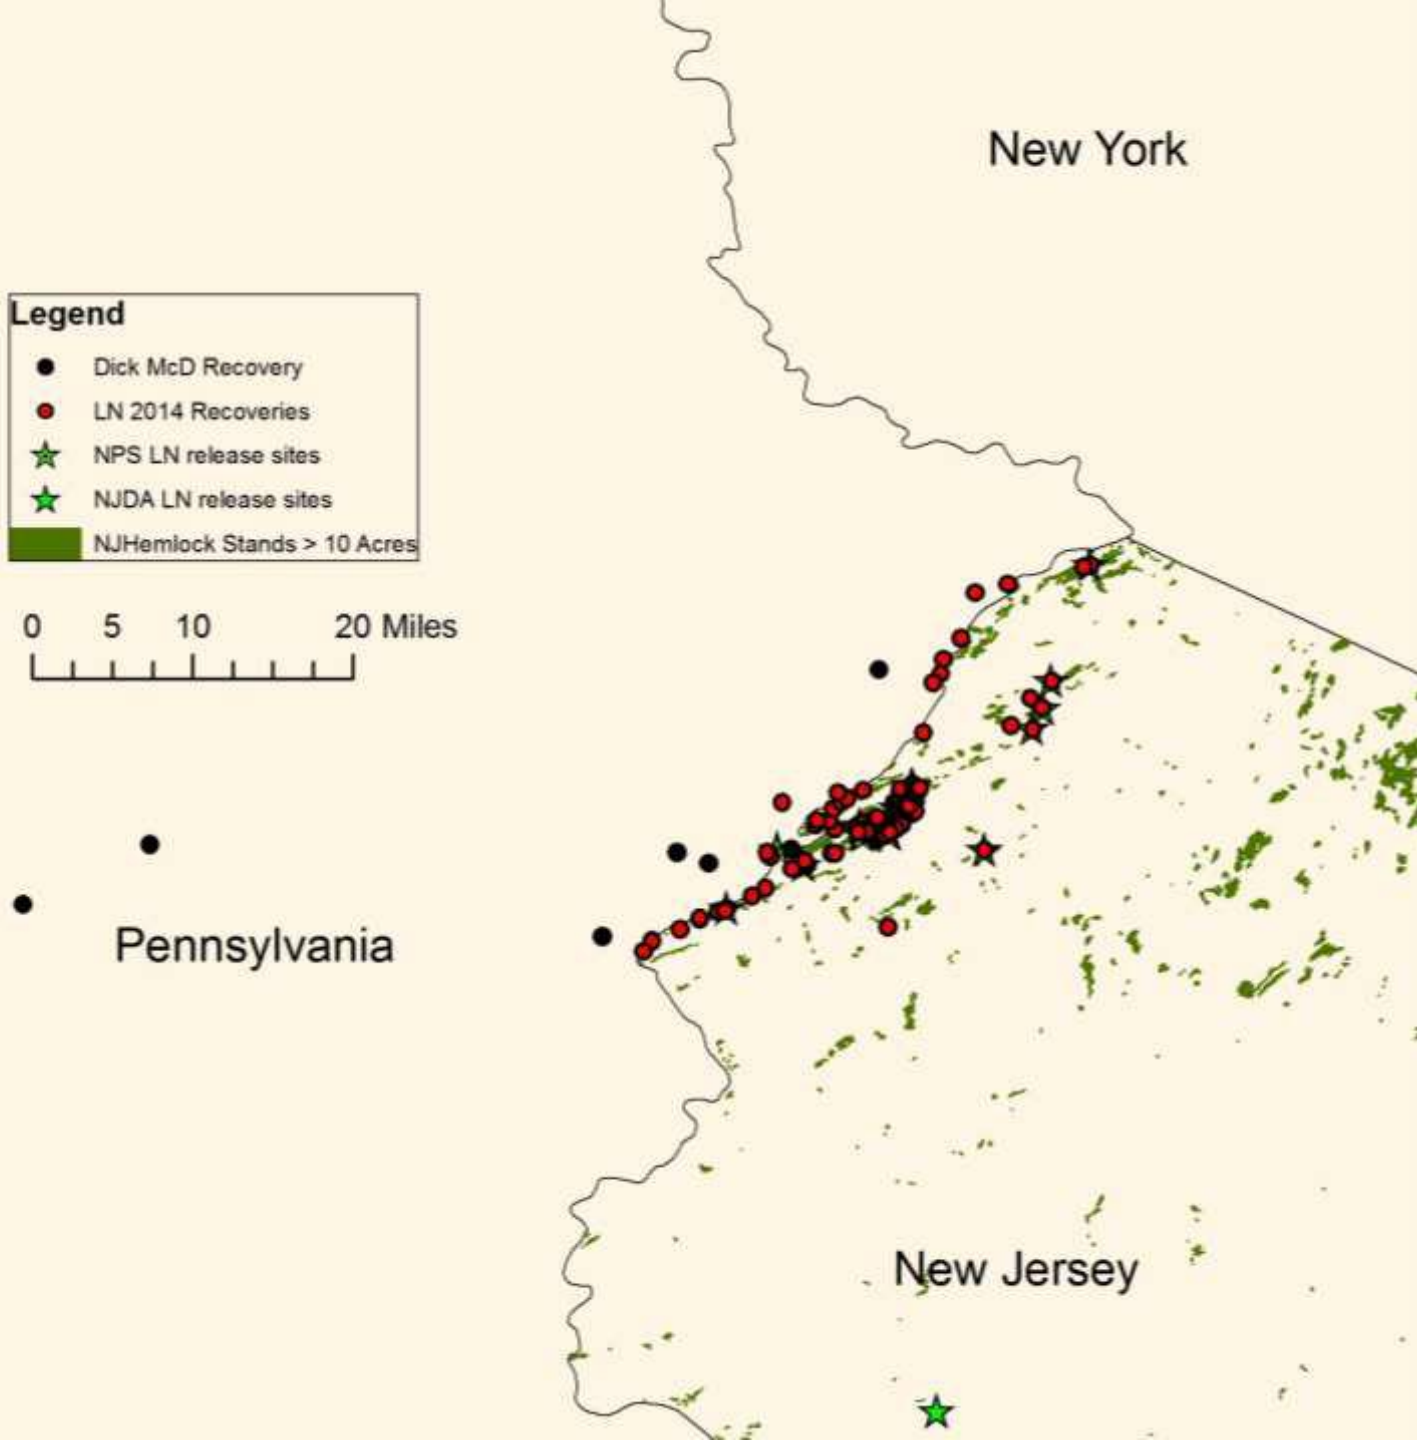 New York
Legend
Dick McD Recovery
LN 2014 Recoveries
NPS LN release sites
NJDA LN release sites
NJHemlock Stands > 10 Acres
0 5 10 20 Miles
Pennsylvania
New Jersey